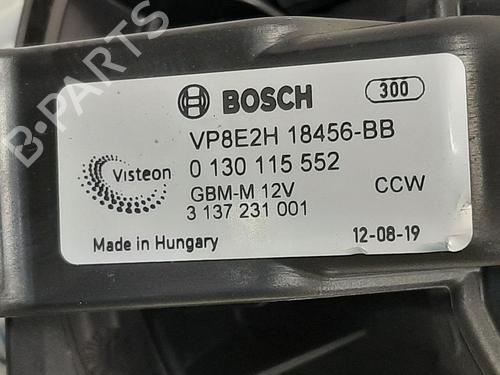 B-PARTS
BOSCH
300
VP8E2H 18456-BB
Visteon
0 130 115 552
GBM-M 12V
CCW
3 137 231 001
Made in Hungary
12-08-19